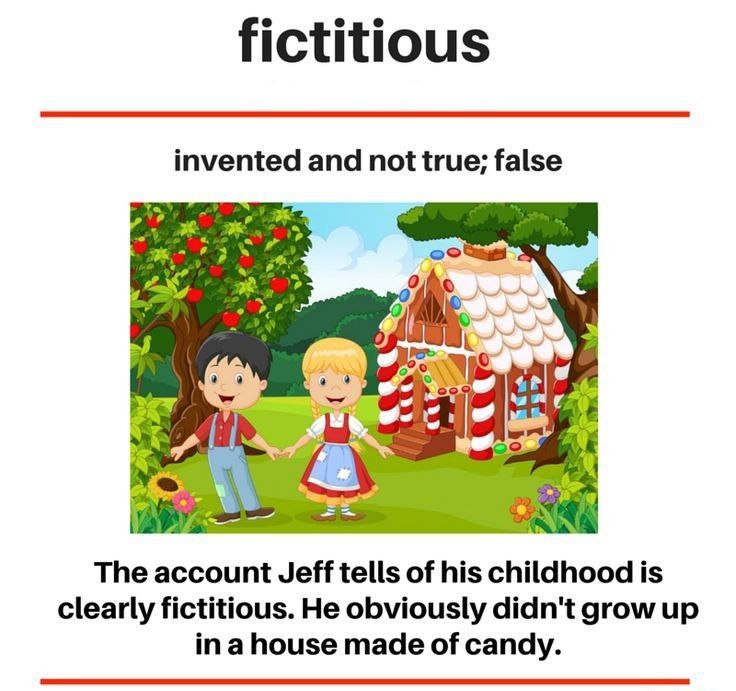 fictitious
invented and not true; false
The account Jeff tells of his childhood is
clearly fictitious. He obviously didn't grow up
in a house made of candy.